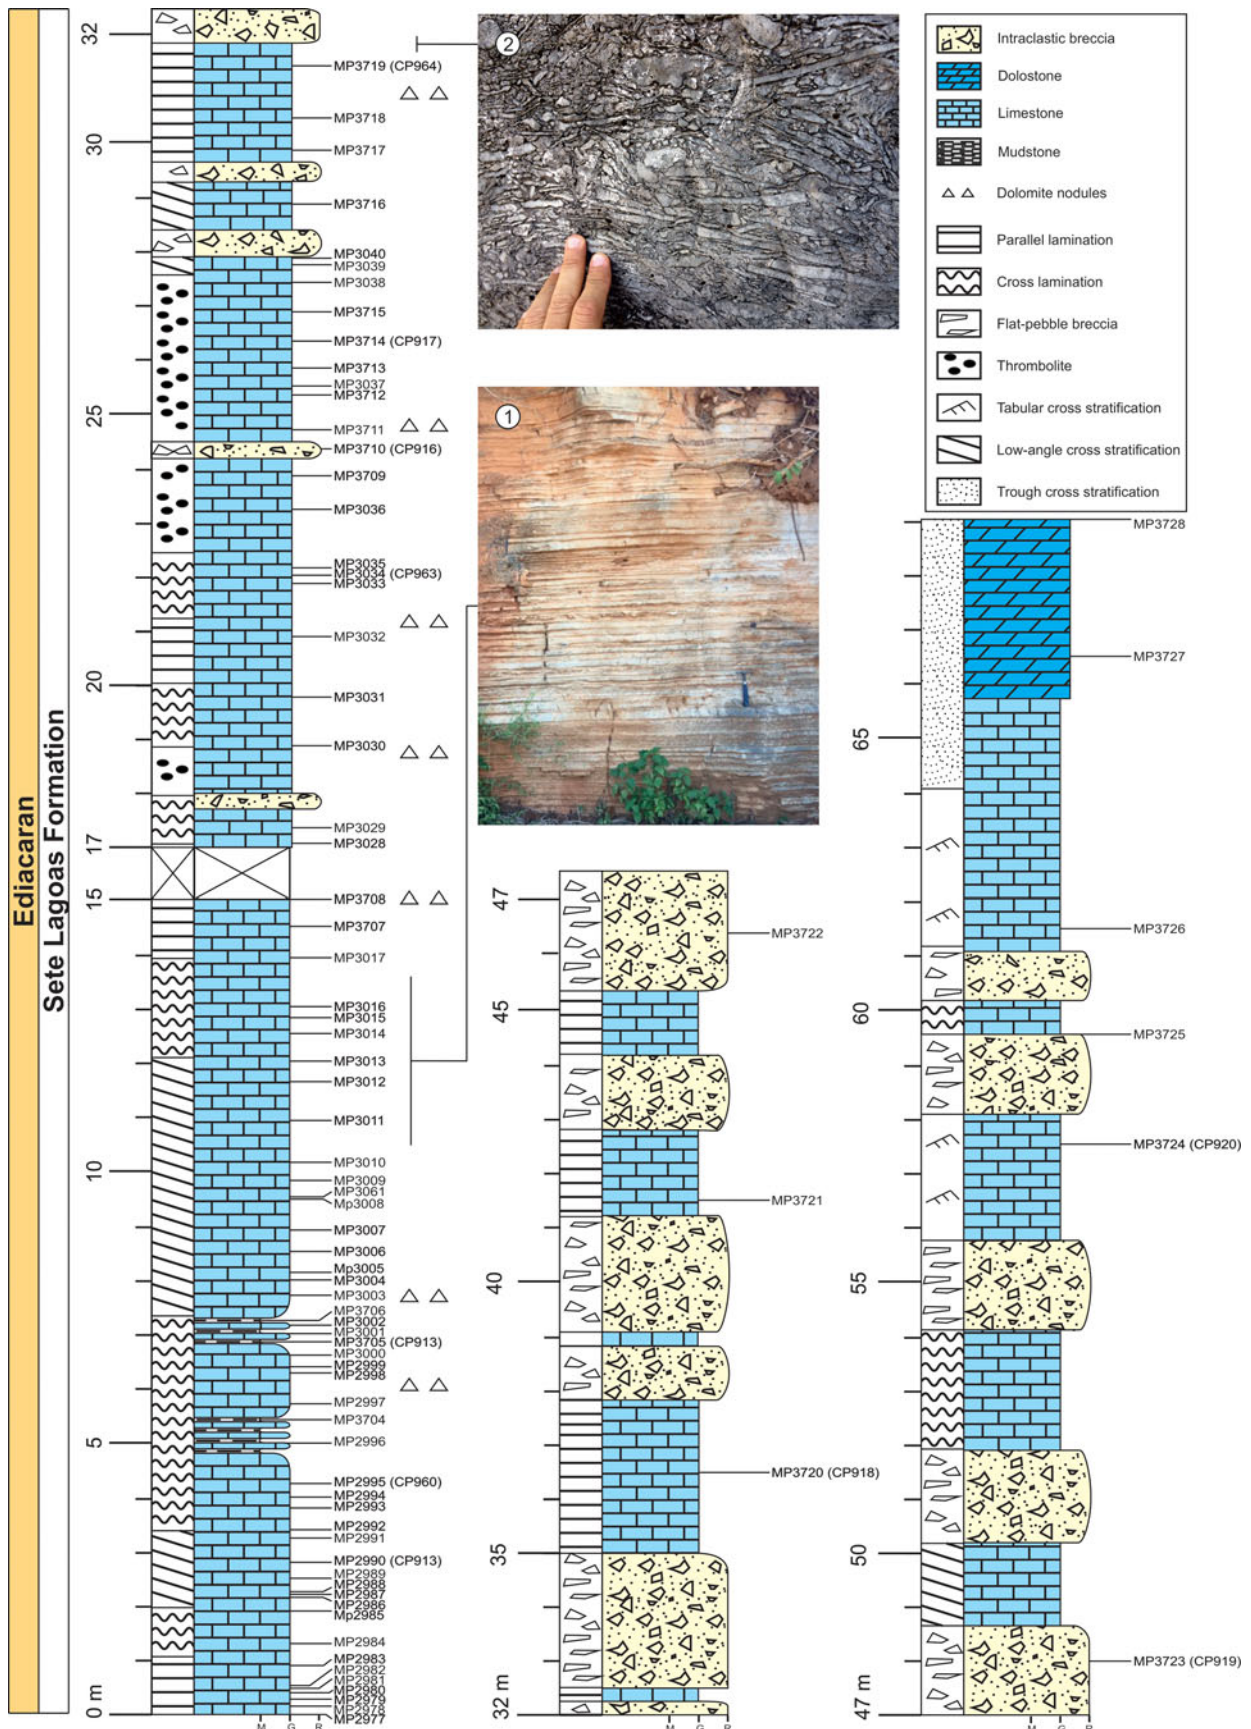 Ediacaran
Sete Lagoas Formation
32
30
25
20
17
15
10
5
0 m
MP3719 (CP964)
MP3718
MP3717
MP3716
MP3040
MP3039
MP3038
MP3715
MP3714 (CP917)
MP3713
MP3037
MP3712
MP3711
MP3710 (CP916)
MP3709
MP3036
MP3035
MP3034 (CP963)
MP3033
MP3032
MP3031
MP3030
MP3029
MP3028
MP3708
MP3707
MP3017
MP3016
MP3015
MP3014
MP3013
MP3012
MP3011
MP3010
MP3009
MP3061
Mp3008
MP3007
MP3006
Mp3005
MP3004
MP3003
MP3706
MP3002
MP3001
MP3705 (CP913)
MP3000
MP2999
MP2998
MP2997
MP3704
MP2996
MP2995 (CP960)
MP2994
MP2993
MP2992
MP2991
MP2990 (CP913)
MP2989
MP2988
MP2987
MP2986
Mp2985
MP2984
MP2983
MP2982
MP2981
MP2980
MP2979
MP2978
MP2977
M G R
2
1
47
45
40
35
32 m
MP3722
MP3721
MP3720 (CP918)
M G R
Intraclastic breccia
Dolostone
Limestone
Mudstone
Dolomite nodules
Parallel lamination
Cross lamination
Flat-pebble breccia
Thrombolite
Tabular cross stratification
Low-angle cross stratification
Trough cross stratification
65
60
55
50
47 m
MP3728
MP3727
MP3726
MP3725
MP3724 (CP920)
MP3723 (CP919)
M G R